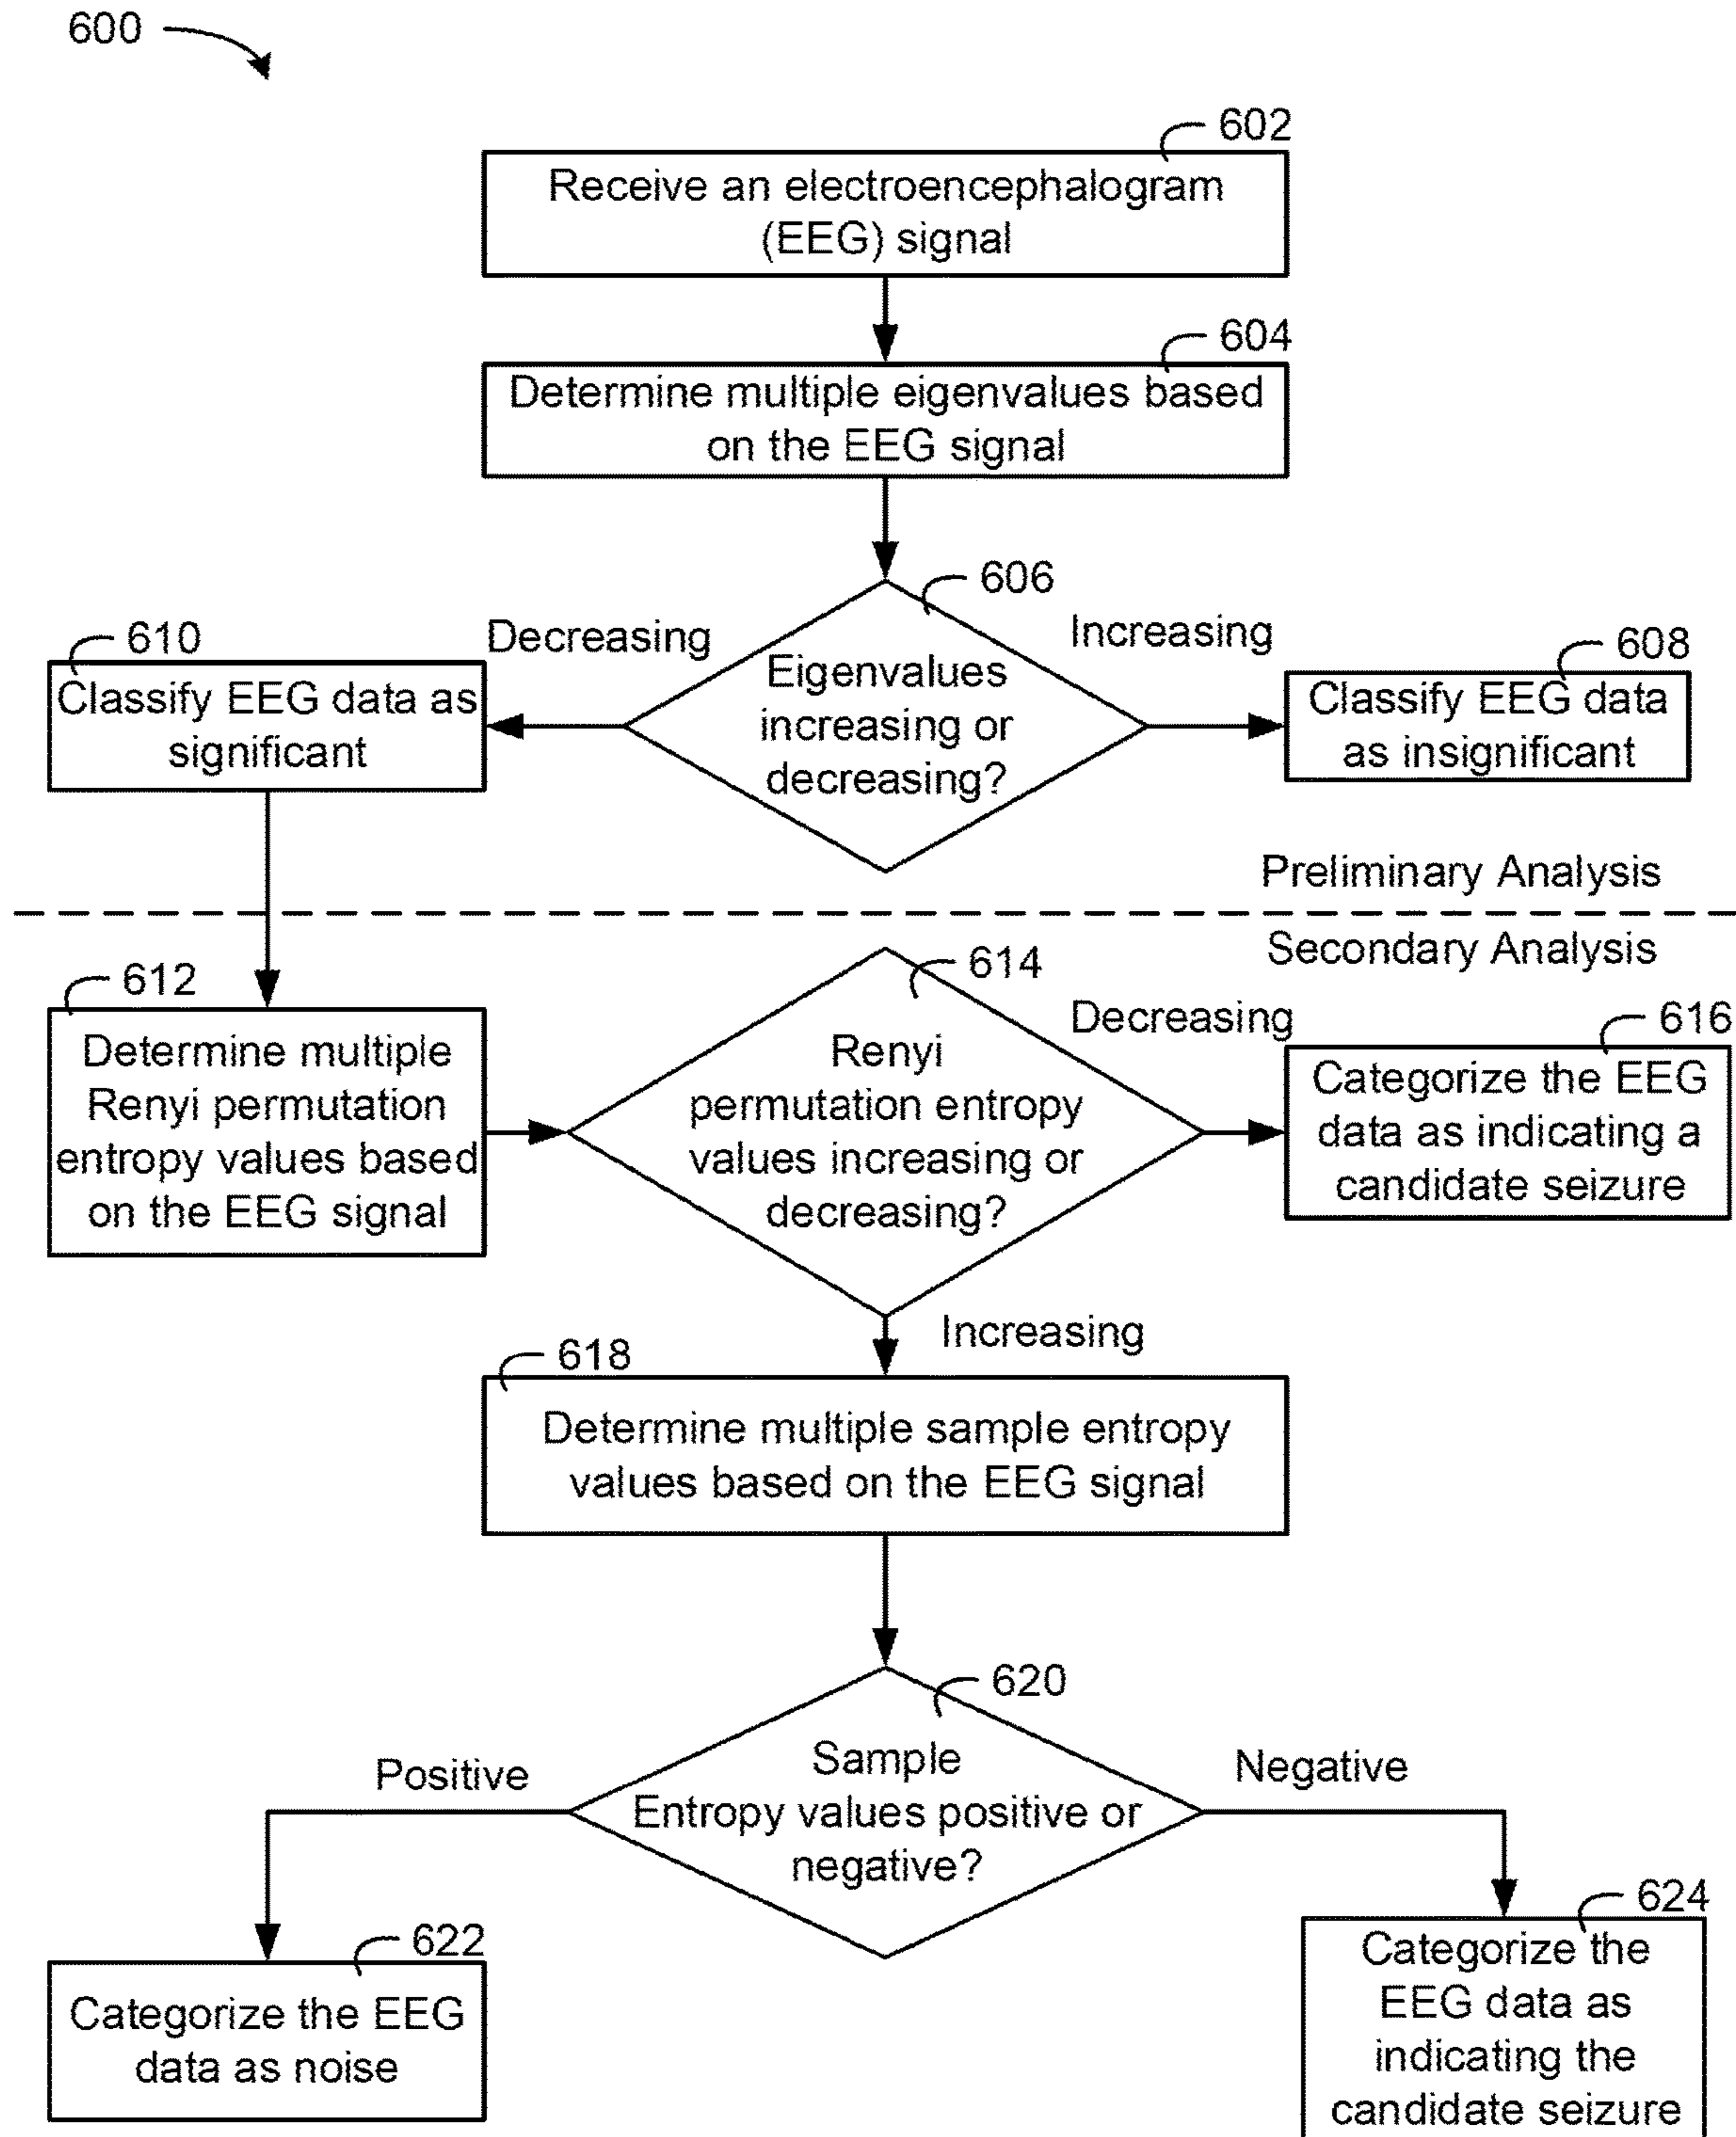 600
602
Receive an electroencephalogram
(EEG) signal
604
Determine multiple eigenvalues based
on the EEG signal
606
Eigenvalues
increasing or
decreasing?
Decreasing
Increasing
610
Classify EEG data as
significant
608
Classify EEG data
as insignificant
Preliminary Analysis
Secondary Analysis
612
Determine multiple
Renyi permutation
entropy values based
on the EEG signal
614
Renyi
permutation entropy
values increasing or
decreasing?
Decreasing
616
Categorize the EEG
data as indicating a
candidate seizure
Increasing
618
Determine multiple sample entropy
values based on the EEG signal
620
Sample
Entropy values positive or
negative?
Positive
Negative
622
Categorize the EEG
data as noise
624
Categorize the
EEG data as
indicating the
candidate seizure